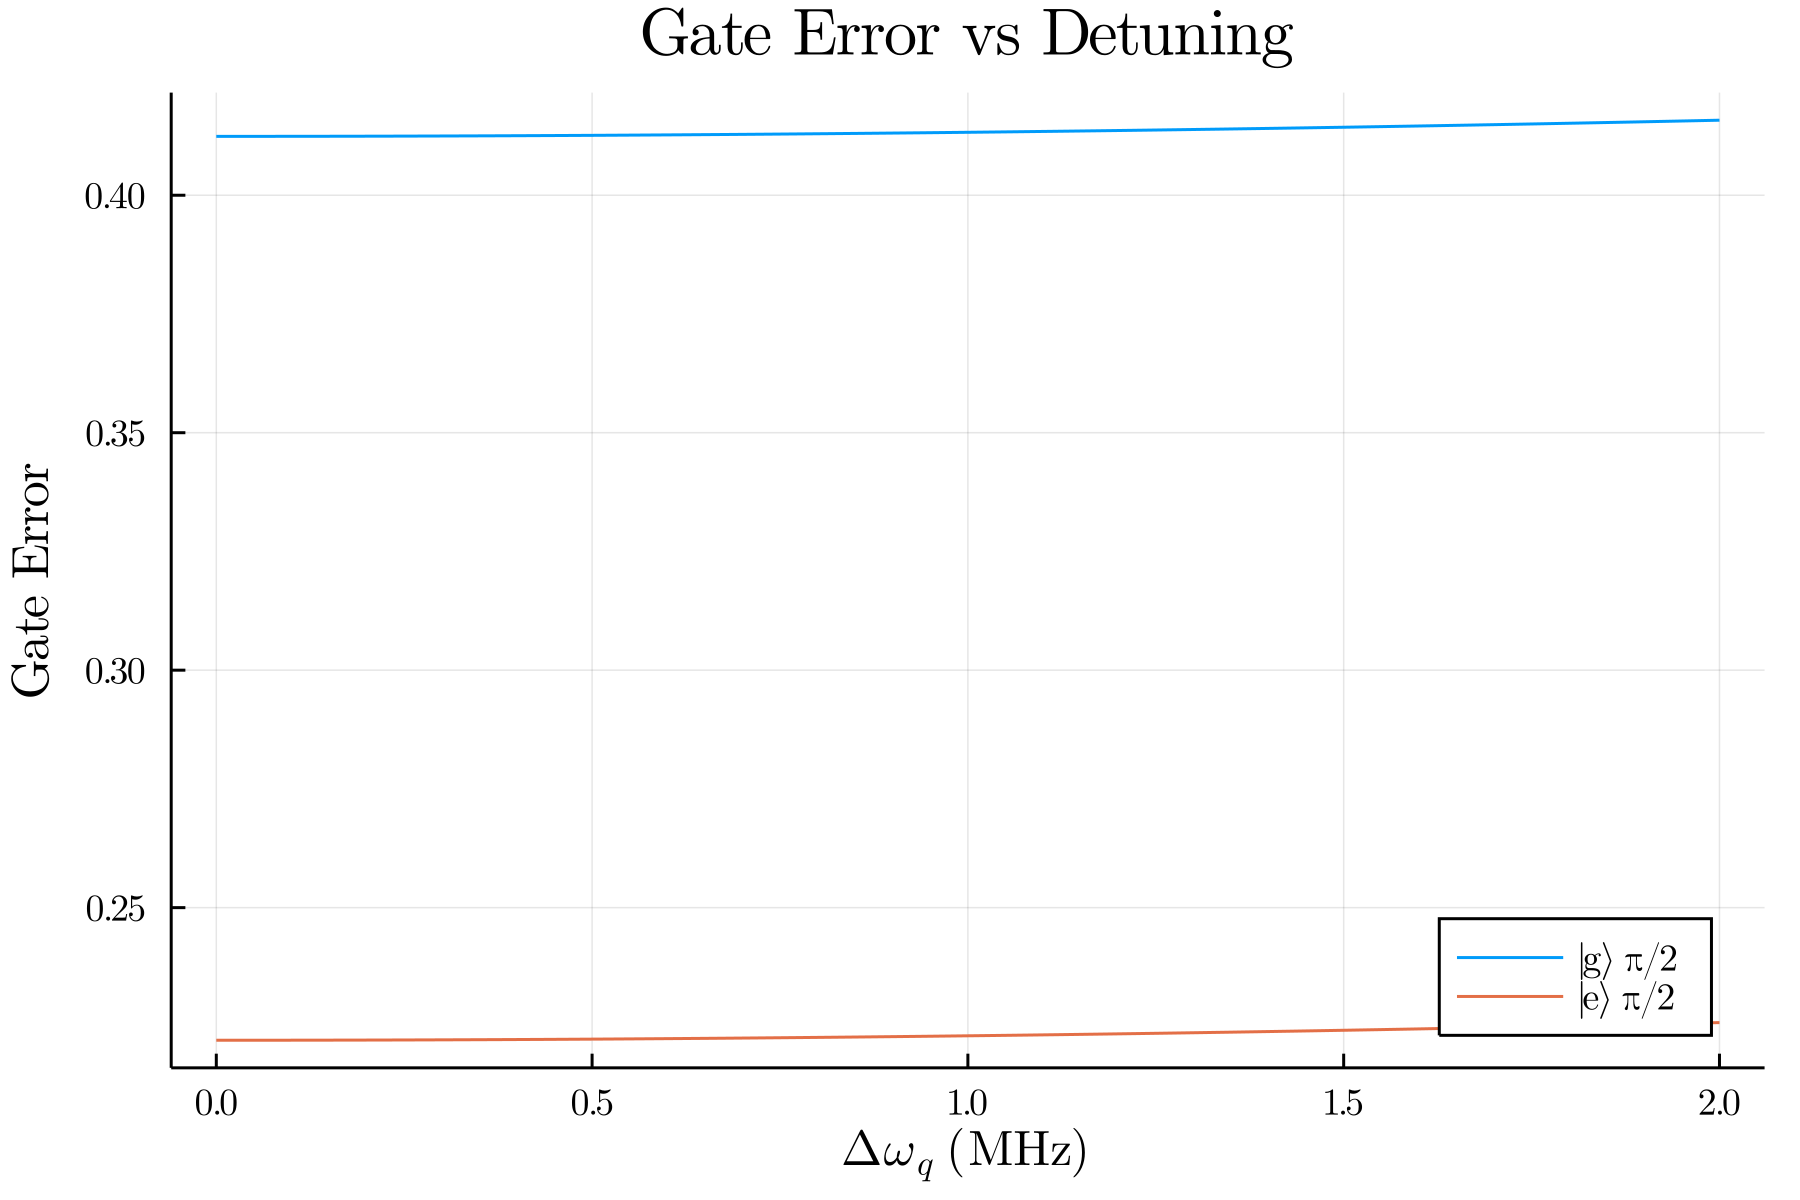 Gate Error vs Detuning
Gate Error
0.40
0.35
0.30
0.25
|g⟩ π/2
|e⟩ π/2
0.0 0.5 1.0 1.5 2.0
Δω_q (MHz)